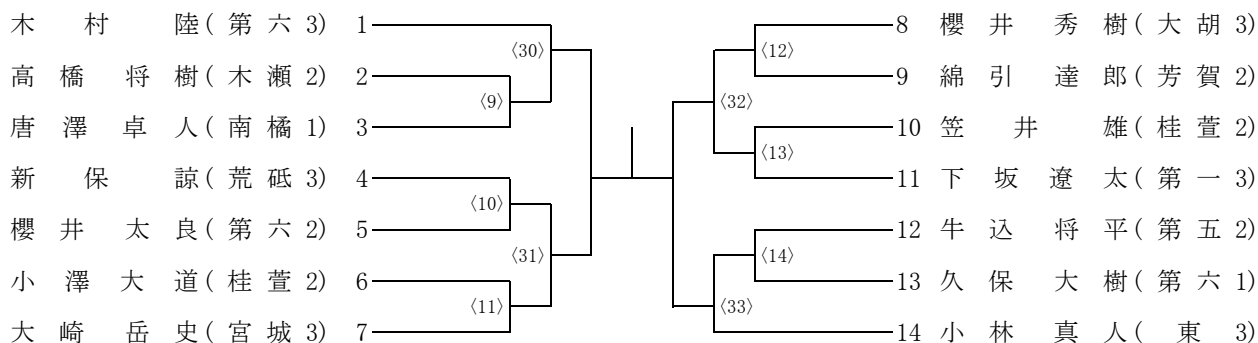 木村陸(第六3) 1
〈30〉
高橋将樹(木瀬2) 2
〈9〉
唐澤卓人(南橘1) 3
新保諒(荒砥3) 4
〈10〉
櫻井太良(第六2) 5
〈31〉
小澤大道(桂萱2) 6
〈11〉
大崎岳史(宮城3) 7
8 櫻井秀樹(大胡3)
〈12〉
9 綿引達郎(芳賀2)
〈32〉
10 笠井雄(桂萱2)
〈13〉
11 下坂遼太(第一3)
12 牛込将平(第五2)
〈14〉
13 久保大樹(第六1)
〈33〉
14 小林真人(東3)